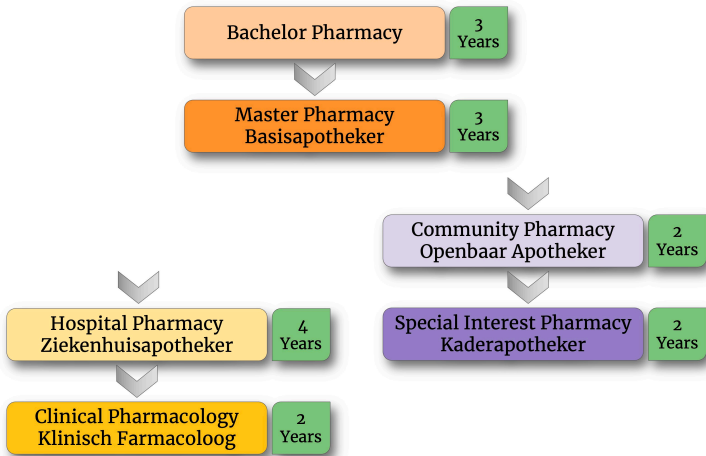 Bachelor Pharmacy
3
Years
Master Pharmacy
Basisapotheker
3
Years
Community Pharmacy
Openbaar Apotheker
2
Years
Hospital Pharmacy
Ziekenhuisapotheker
4
Years
Special Interest Pharmacy
Kaderapotheker
2
Years
Clinical Pharmacology
Klinisch Farmacoloog
2
Years